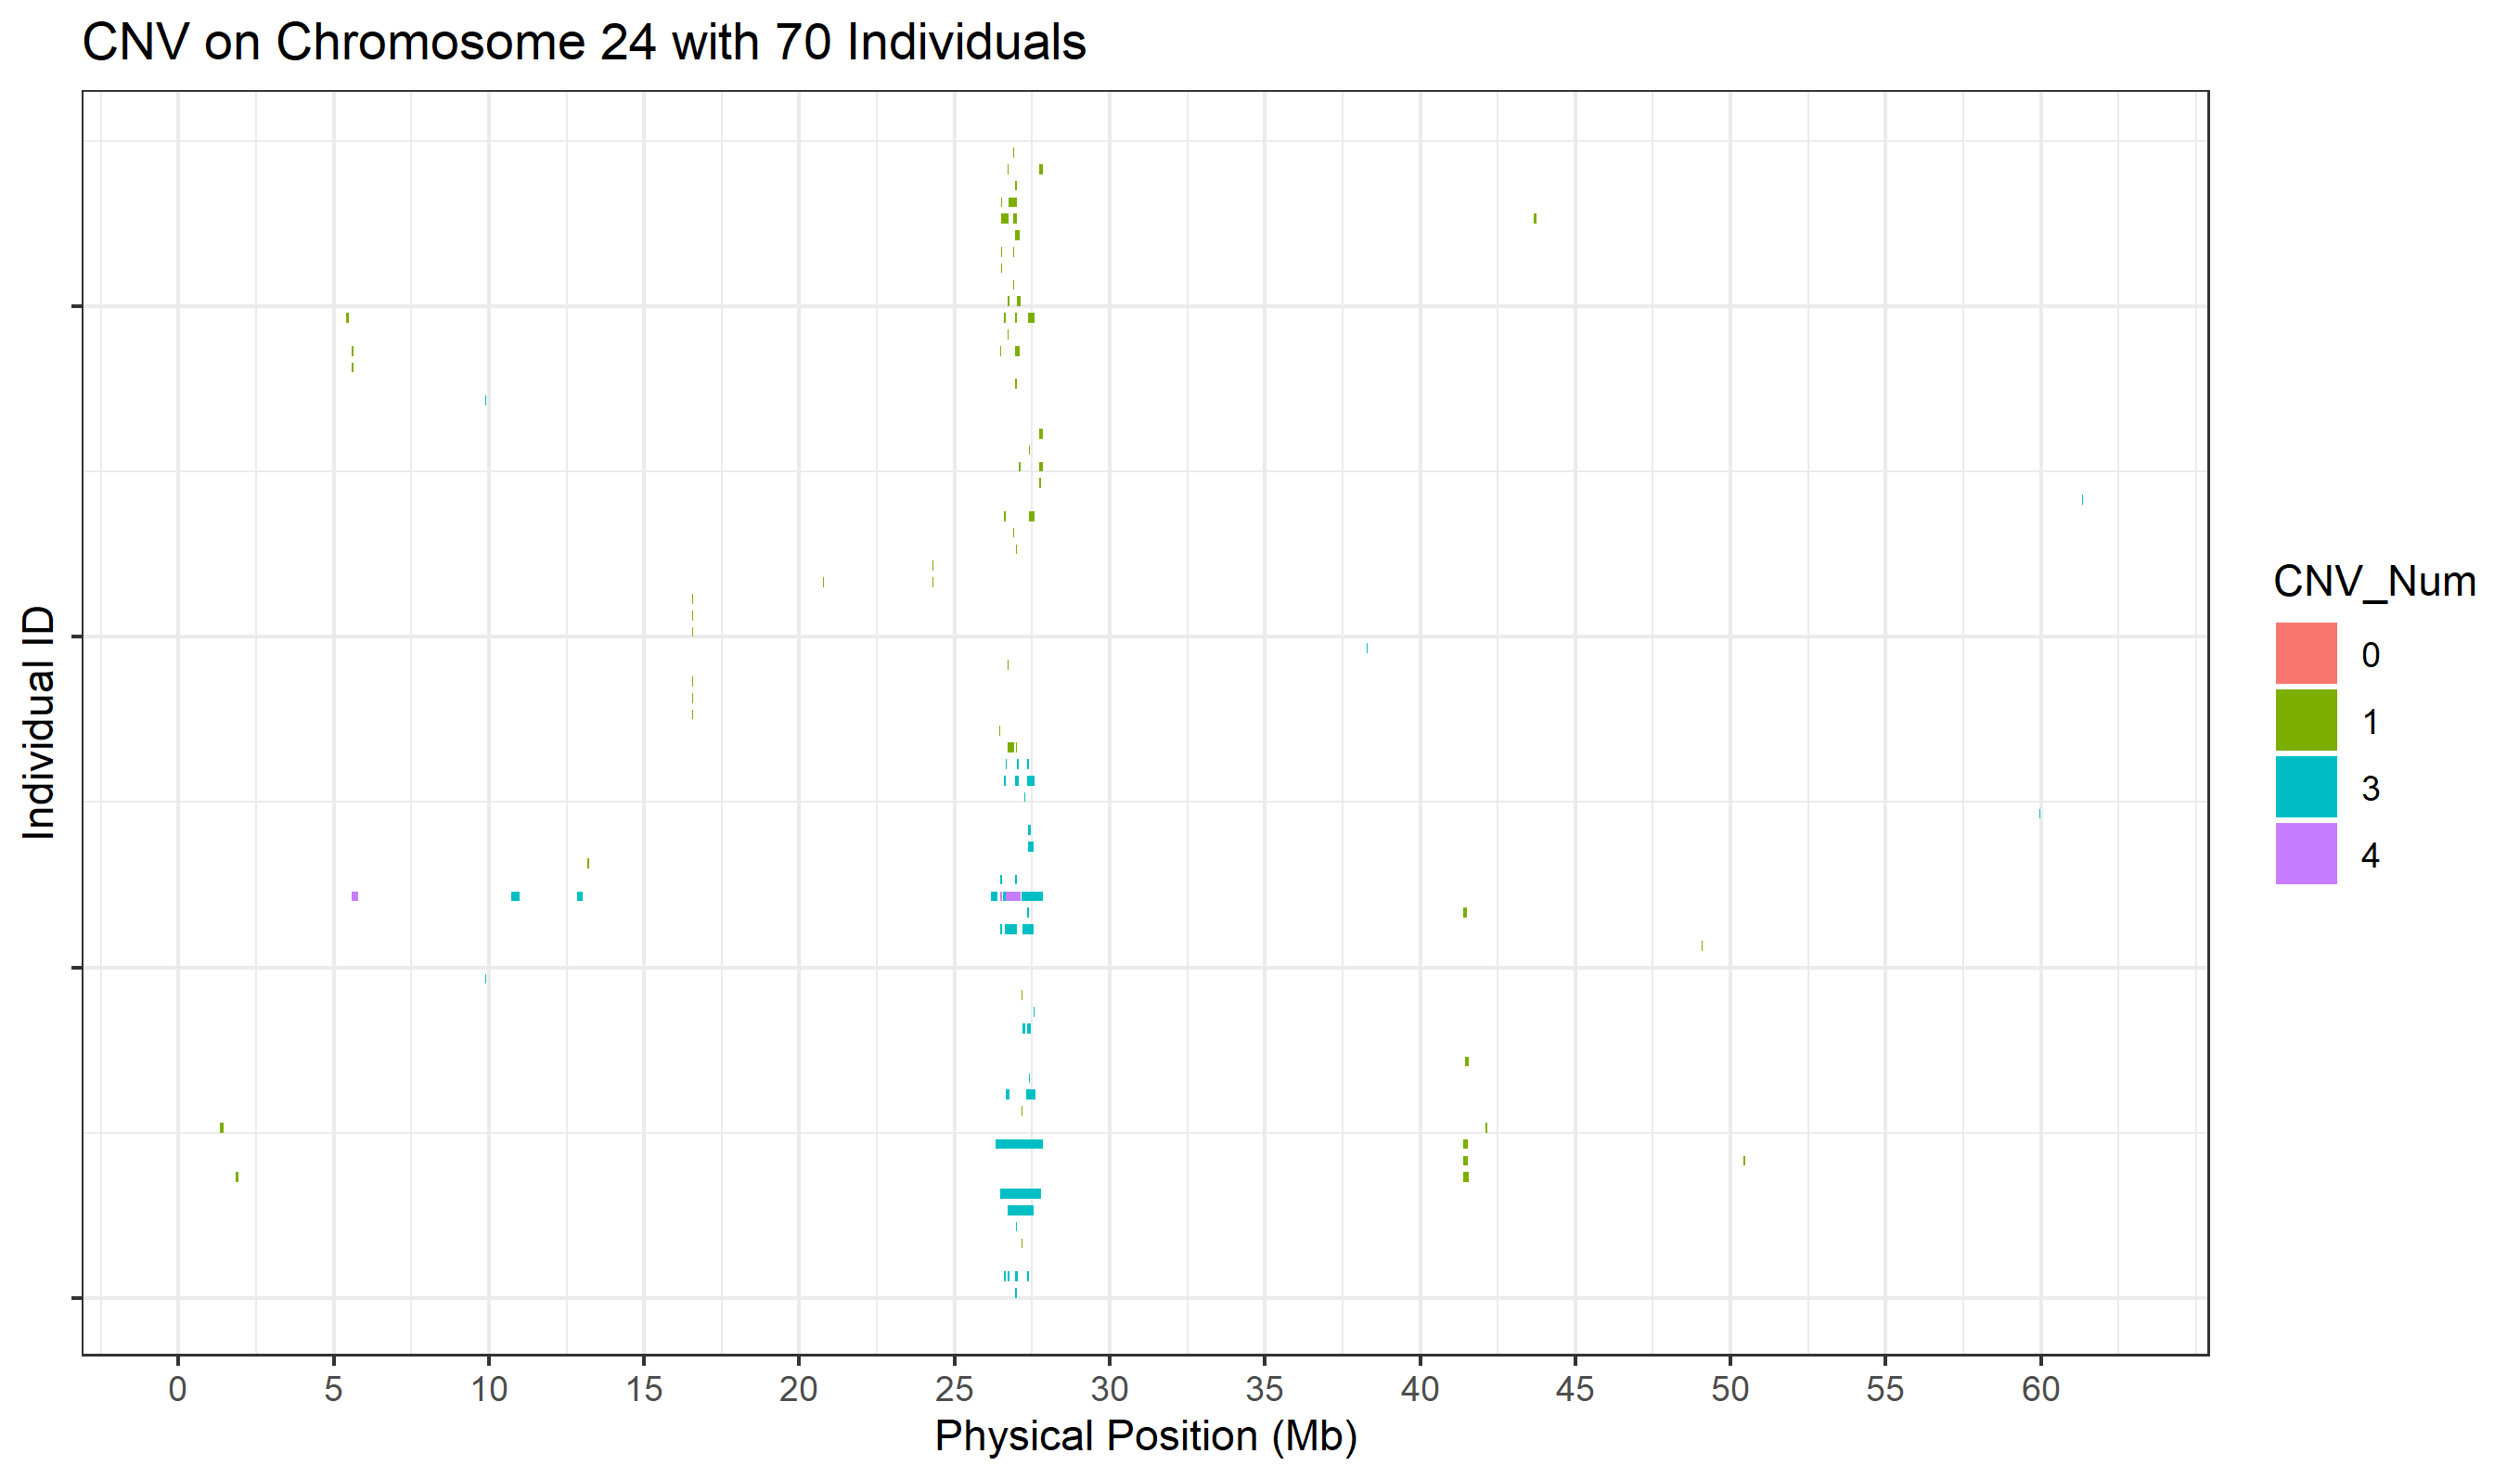 CNV on Chromosome 24 with 70 Individuals
Individual ID
CNV_Num
0
1
3
4
0 5 10 15 20 25 30 35 40 45 50 55 60
Physical Position (Mb)